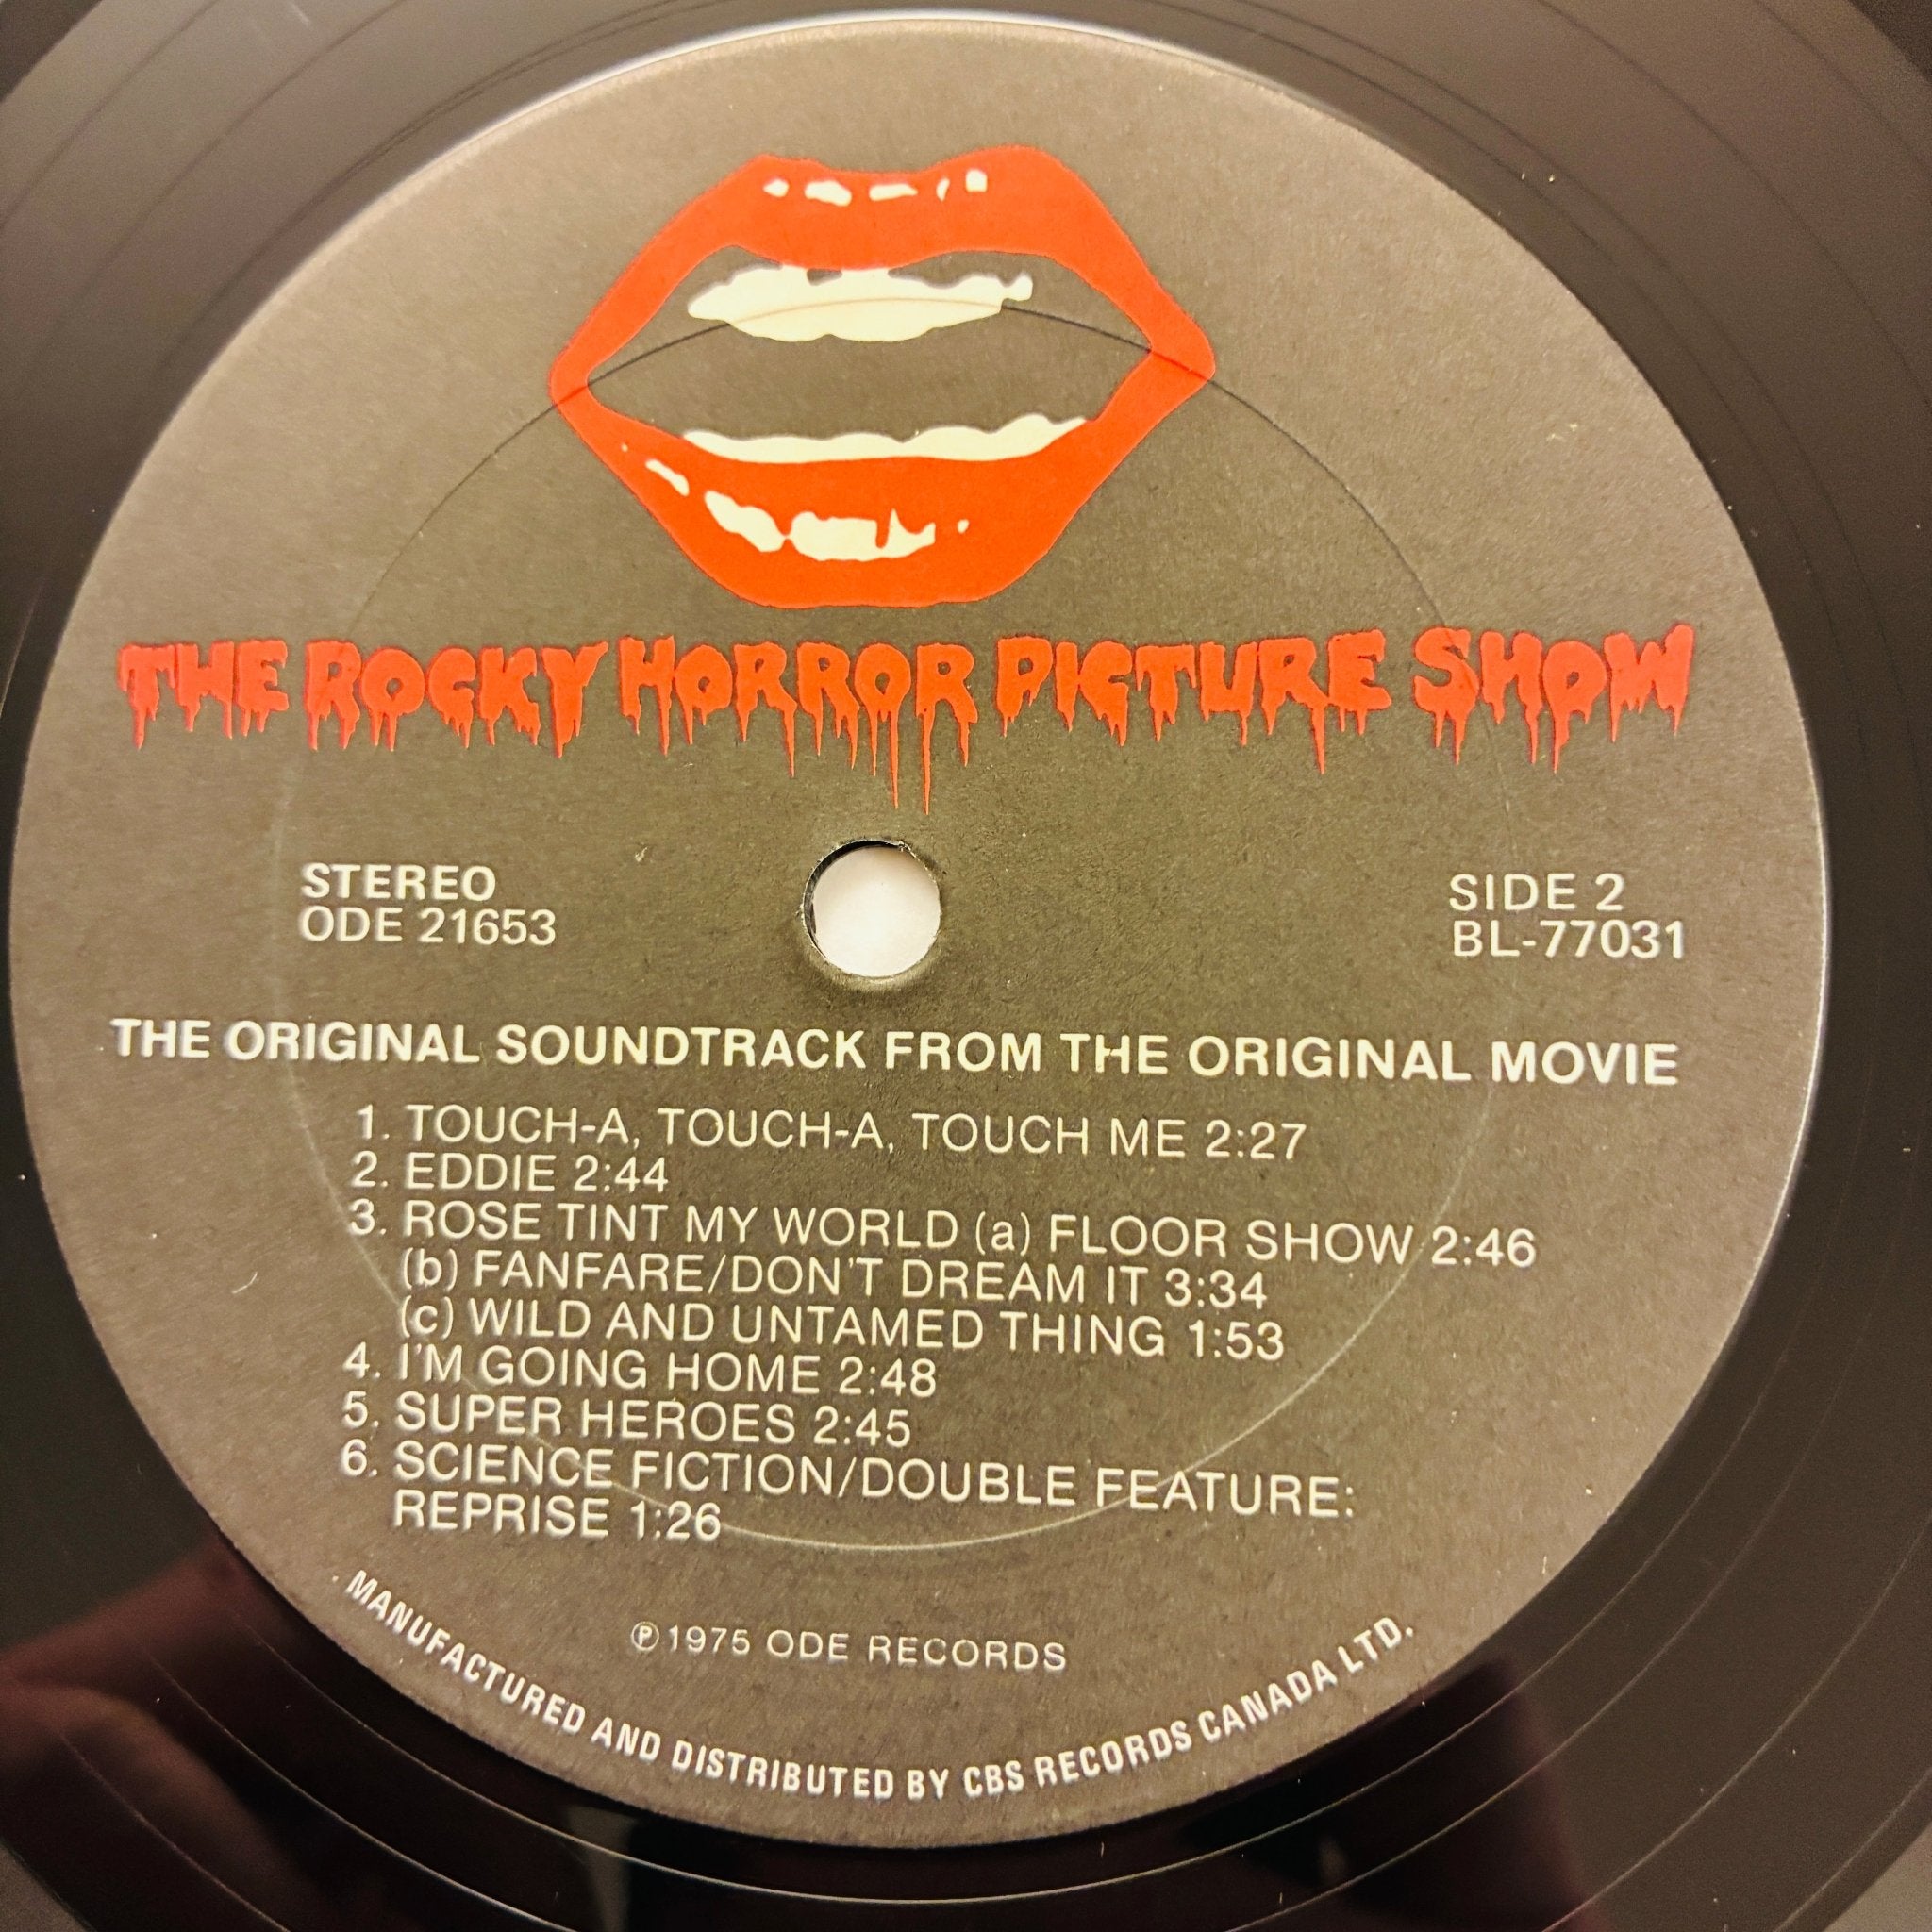 THE ROCKY HORROR PICTURE SHOW
STEREO
ODE 21653
SIDE 2
BL-77031
THE ORIGINAL SOUNDTRACK FROM THE ORIGINAL MOVIE
1. TOUCH-A, TOUCH-A, TOUCH ME 2:27
2. EDDIE 2:44
3. ROSE TINT MY WORLD (a) FLOOR SHOW 2:46
(b) FANFARE/DON'T DREAM IT 3:34
(c) WILD AND UNTAMED THING 1:53
4. I'M GOING HOME 2:48
5. SUPER HEROES 2:45
6. SCIENCE FICTION/DOUBLE FEATURE:
REPRISE 1:26
℗ 1975 ODE RECORDS
MANUFACTURED AND DISTRIBUTED BY CBS RECORDS CANADA LTD.